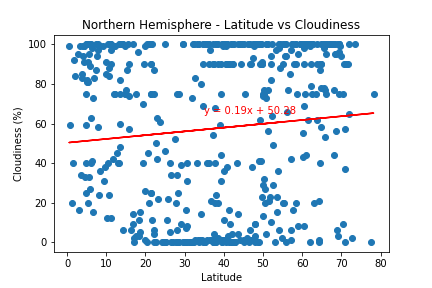 Northern Hemisphere - Latitude vs Cloudiness
100
80
60
40
20
0
Cloudiness (%)
y = 0.19x + 50.28
0 10 20 30 40 50 60 70 80
Latitude